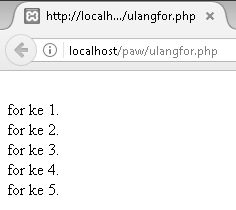 http://localh.../ulangfor.php
localhost/paw/ulangfor.php
for ke 1.
for ke 2.
for ke 3.
for ke 4.
for ke 5.